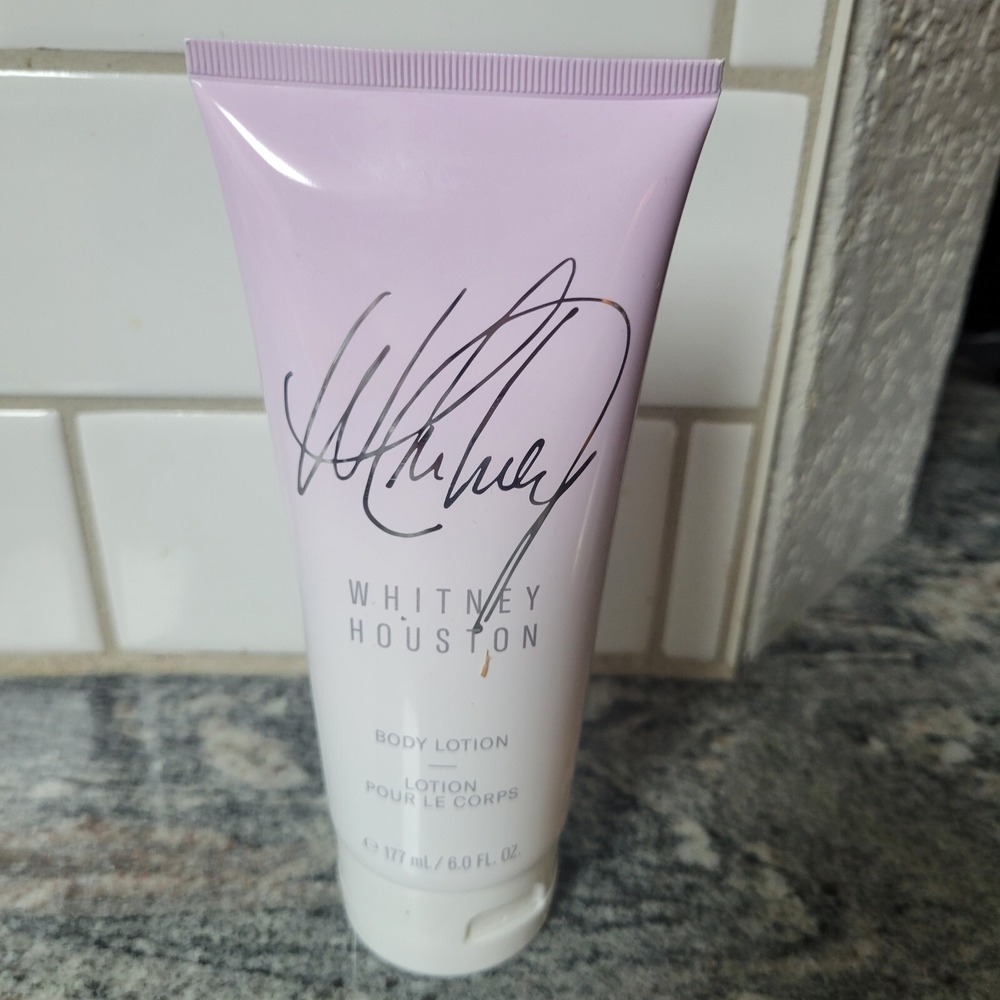 Whitney
WHITNEY
HOUSTON
BODY LOTION
LOTION
POUR LE CORPS
℮ 177 mL / 6.0 FL. OZ.